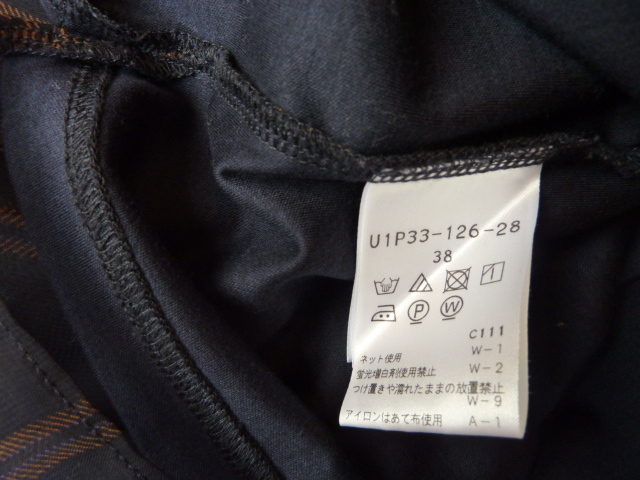 U1P33-126-28
38
P W
C111
ネット使用 W-1
蛍光増白剤使用禁止 W-2
つけ置きや濡れたままの放置禁止
W-9
アイロンはあて布使用 A-1